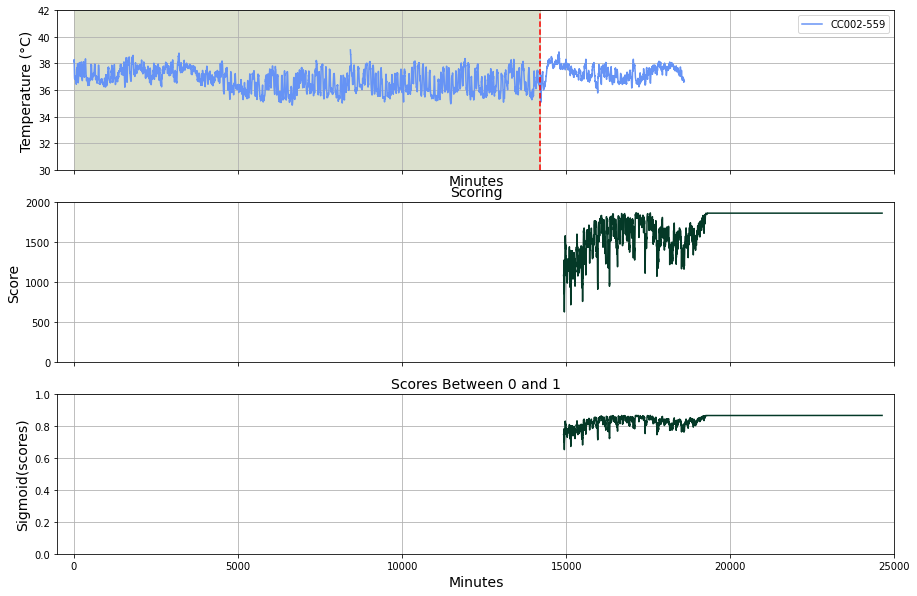 42
40
38
36
34
32
30
Temperature (°C)
CC002-559
Minutes
Scoring
2000
1500
1000
500
0
Score
Scores Between 0 and 1
1.0
0.8
0.6
0.4
0.2
0.0
Sigmoid(scores)
0 5000 10000 15000 20000 25000
Minutes